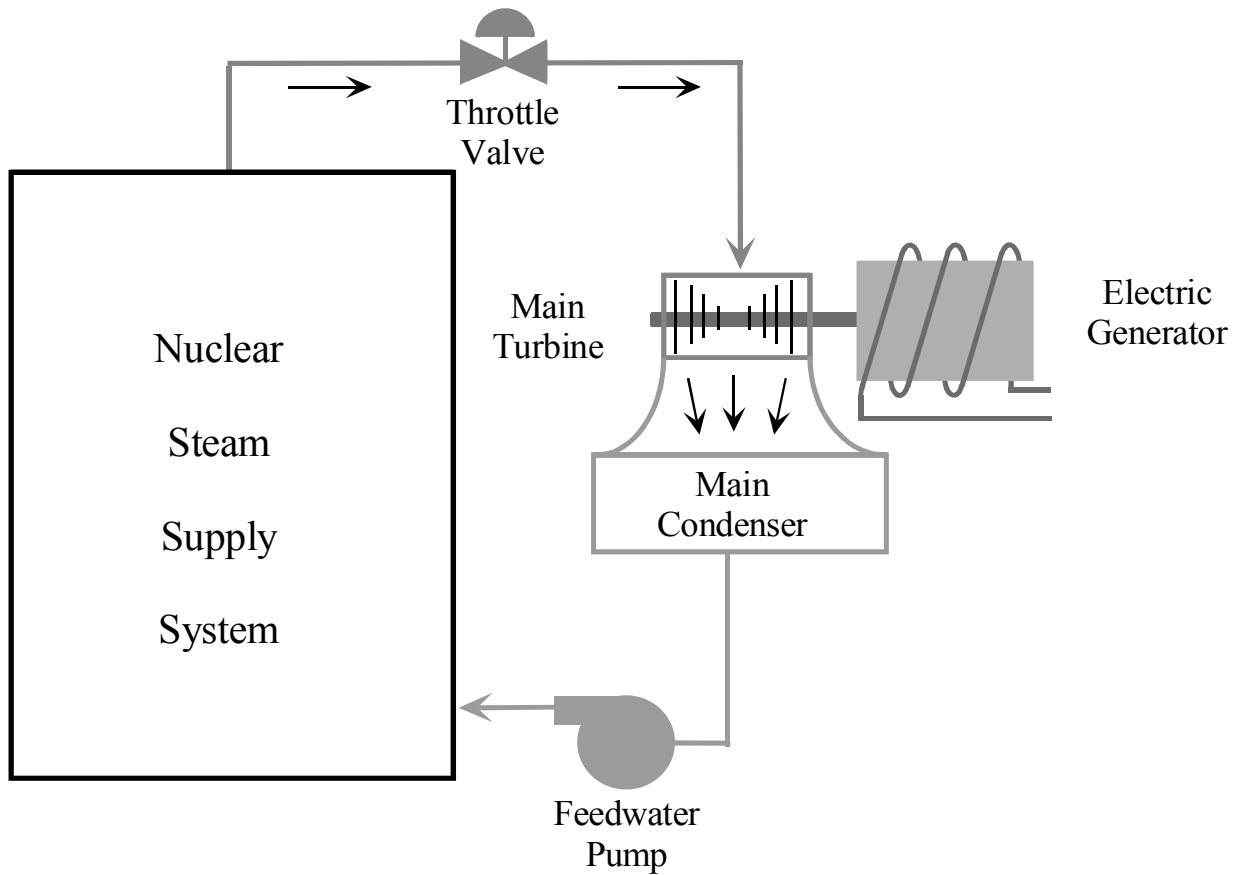 Throttle
Valve
Main
Turbine
Electric
Generator
Nuclear
Steam
Supply
System
Main
Condenser
Feedwater
Pump